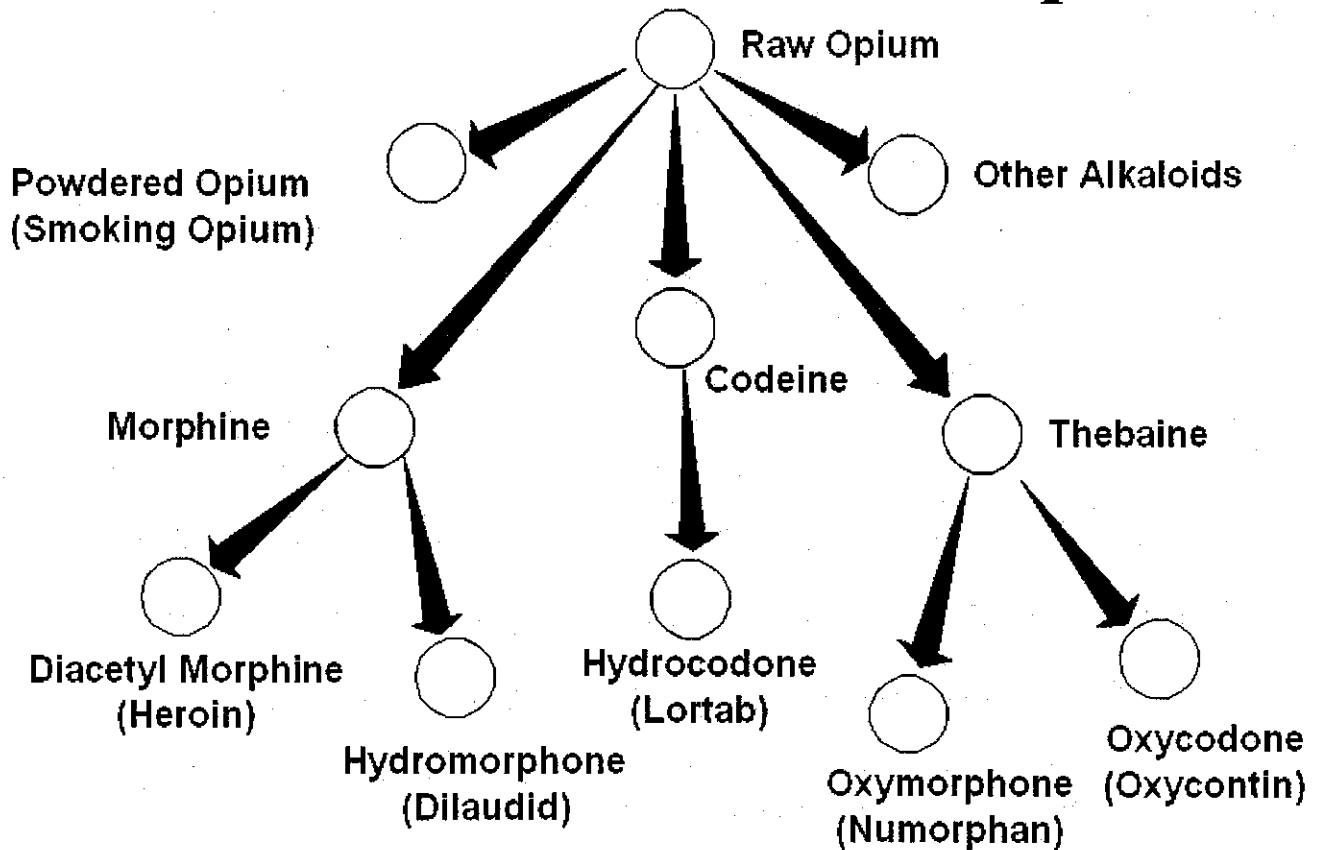 Raw Opium
Powdered Opium
(Smoking Opium)
Other Alkaloids
Codeine
Morphine
Thebaine
Diacetyl Morphine
(Heroin)
Hydromorphone
(Dilaudid)
Hydrocodone
(Lortab)
Oxymorphone
(Numorphan)
Oxycodone
(Oxycontin)